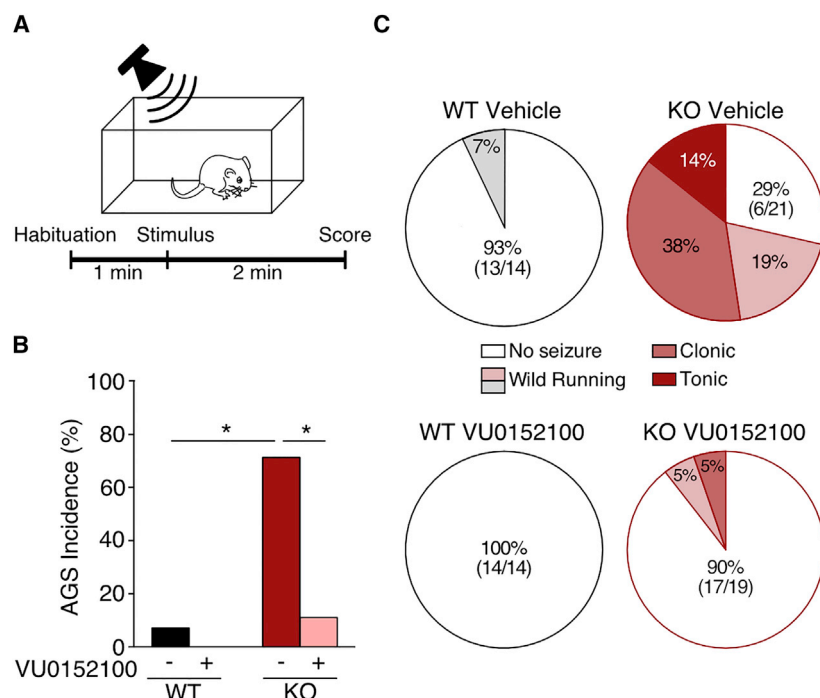 A
Habituation Stimulus Score
1 min 2 min
B
AGS Incidence (%)
100
80
60
40
20
0
* *
VU0152100 - + - +
WT KO
C
WT Vehicle
7%
93%
(13/14)
KO Vehicle
14%
29%
(6/21)
38%
19%
No seizure
Wild Running
Clonic
Tonic
WT VU0152100
100%
(14/14)
KO VU0152100
5% 5%
90%
(17/19)